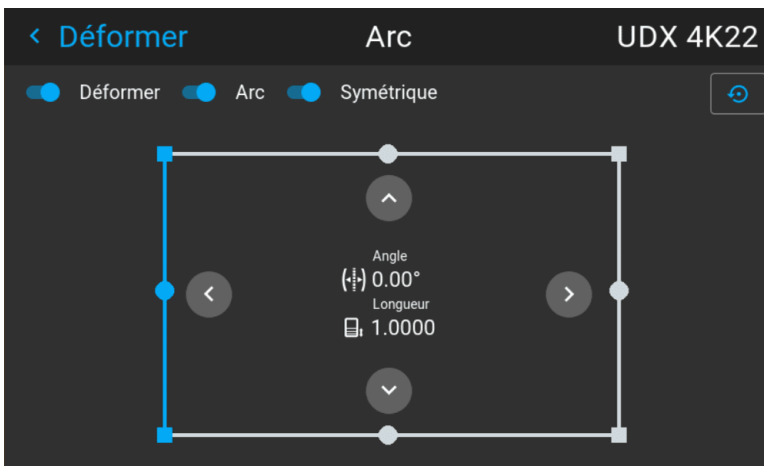 Déformer
Arc
UDX 4K22
Déformer
Arc
Symétrique
Angle
0.00°
Longueur
1.0000